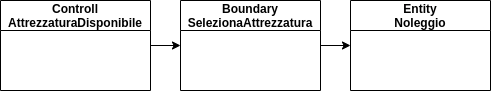 Controll
AttrezzaturaDisponibile
Boundary
SelezionaAttrezzatura
Entity
Noleggio